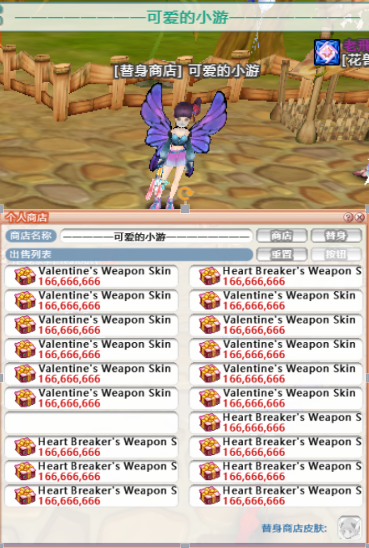 可爱的小游
[替身商店] 可爱的小游
[花
个人商店
商店名称 可爱的小游 商店 替身
出售列表 重置 按钮
Valentine's Weapon Skin Heart Breaker's Weapon S
166,666,666 166,666,666
Valentine's Weapon Skin Valentine's Weapon Skin
166,666,666 166,666,666
Valentine's Weapon Skin Valentine's Weapon Skin
166,666,666 166,666,666
Valentine's Weapon Skin Valentine's Weapon Skin
166,666,666 166,666,666
Valentine's Weapon Skin Valentine's Weapon Skin
166,666,666 166,666,666
Valentine's Weapon Skin Valentine's Weapon Skin
166,666,666 166,666,666
Heart Breaker's Weapon S
166,666,666
Heart Breaker's Weapon S Heart Breaker's Weapon S
166,666,666 166,666,666
Heart Breaker's Weapon S Heart Breaker's Weapon S
166,666,666 166,666,666
Heart Breaker's Weapon S Heart Breaker's Weapon S
166,666,666 166,666,666
替身商店皮肤: